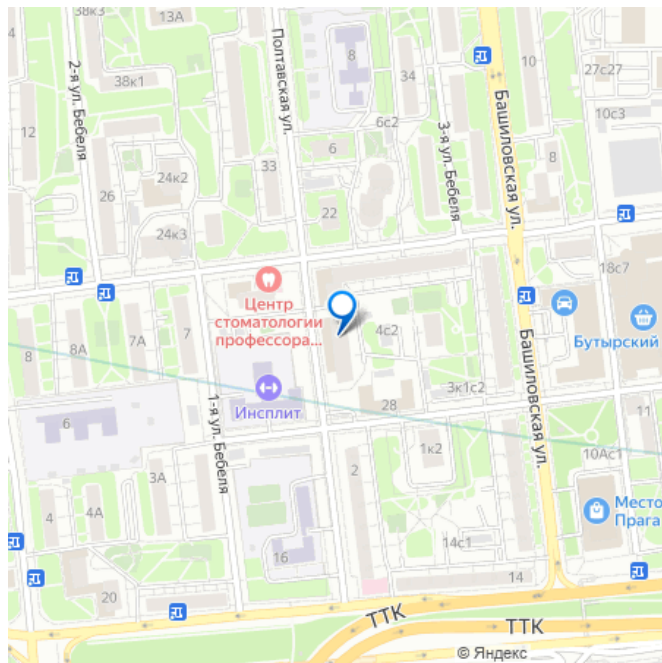 13А
38к3
38к1
2-я ул. Бебеля
Полтавская ул.
8
34
10
27с27
10с3
12
6с2
3-я ул. Бебеля
Башиловская ул.
6
33
24к2
26
8
22
24к3
18с7
Центр
стоматологии
профессора...
4с2
Бутырский
8
8А
7А
7
Башиловская ул.
Инсплит
3к1с2
28
1-я ул. Бебеля
6
11
1к2
10Ас1
3А
2
4
4А
Место
Прага
14с1
16
14
20
ТТК
ТТК
© Яндекс